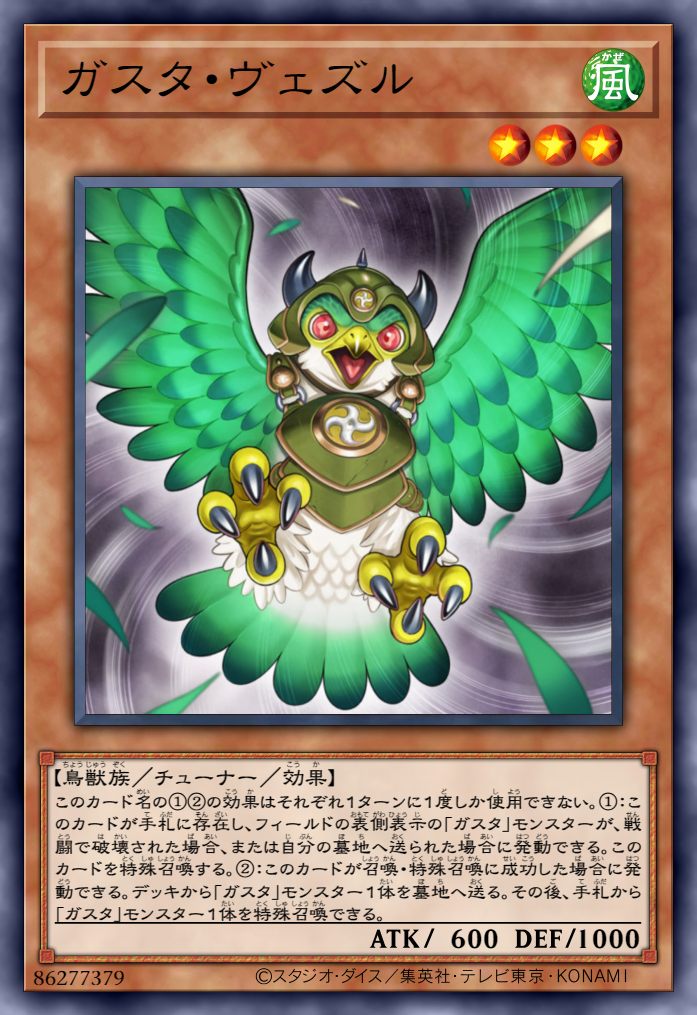 ガスタ・ヴェズル
風
【鳥獣族／チューナー／効果】
このカード名の①②の効果はそれぞれ1ターンに1度しか使用できない。①：こ
のカードが手札に存在し、フィールドの表側表示の「ガスタ」モンスターが、戦
闘で破壊された場合、または自分の墓地へ送られた場合に発動できる。この
カードを特殊召喚する。②：このカードが召喚・特殊召喚に成功した場合に発
動できる。デッキから「ガスタ」モンスター1体を墓地へ送る。その後、手札から
「ガスタ」モンスター1体を特殊召喚できる。
ATK/ 600 DEF/1000
86277379 ©スタジオ・ダイス／集英社・テレビ東京・KONAMI